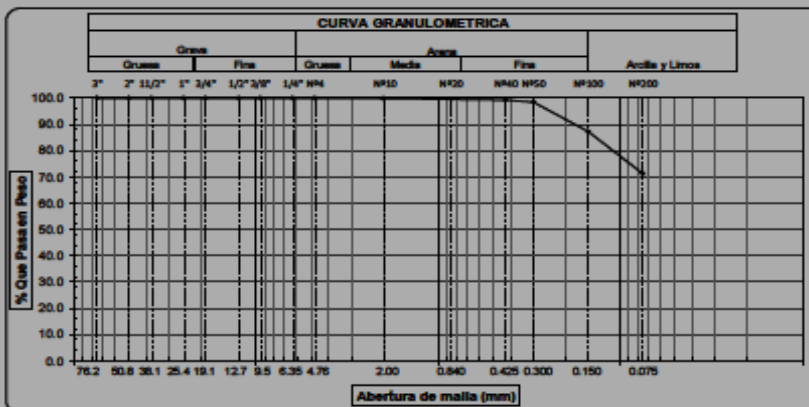 CURVA GRANULOMETRICA
Grava Arena
Gruesa Fina Gruesa Media Fina Arcilla y Limos
3" 2" 11/2" 1" 3/4" 1/2" 3/8" 1/4" Nº4 Nº10 Nº20 Nº40 Nº50 Nº100 Nº200
100.0
90.0
80.0
70.0
60.0
50.0
40.0
30.0
20.0
10.0
0.0
% Que Pasa en Peso
76.2 50.8 38.1 25.4 19.1 12.7 9.5 6.35 4.76 2.00 0.840 0.425 0.300 0.150 0.075
Abertura de malla (mm)